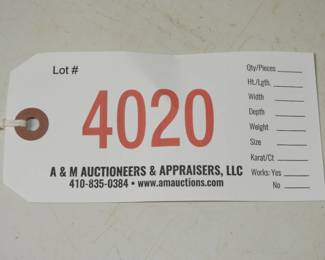 Lot #
4020
A & M AUCTIONEERS & APPRAISERS, LLC
410-835-0384 • www.amauctions.com
Qty/Pieces
Ht./Lgth.
Width
Depth
Weight
Size
Karat/Ct
Works: Yes
No